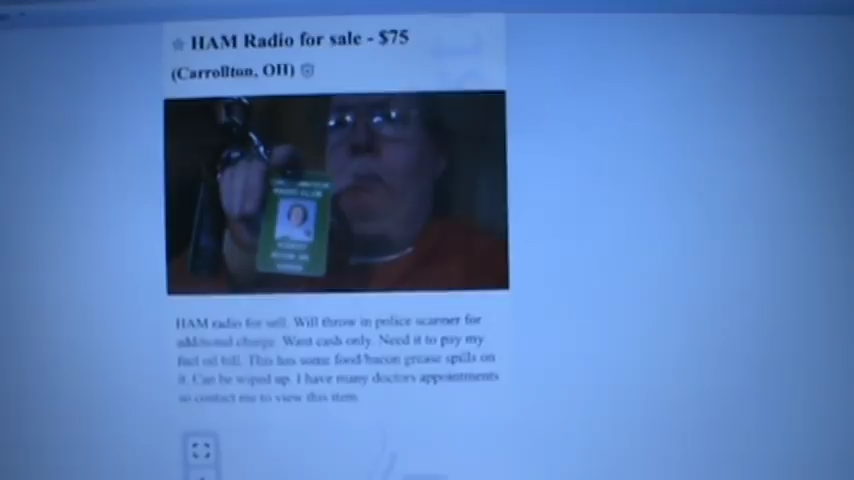 ☆ HAM Radio for sale - $75
(Carrollton, OH)
HAM radio for sell. Will throw in police scanner for
additional charge. Want cash only. Need it to pay my
fuel oil bill. This has some food/bacon grease spills on
it. Can be wiped up. I have many doctors appointments
so contact me to view this item